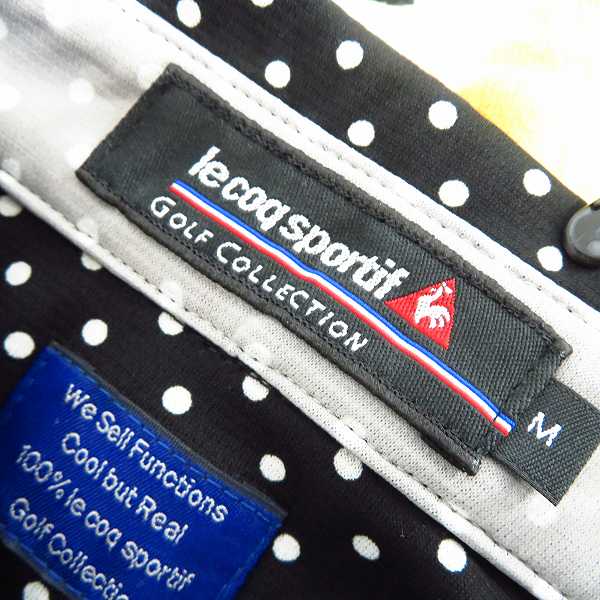 le coq sportif
GOLF COLLECTION
M
We Sell Functions
Cool but Real
100% le coq sportif
Golf Collection